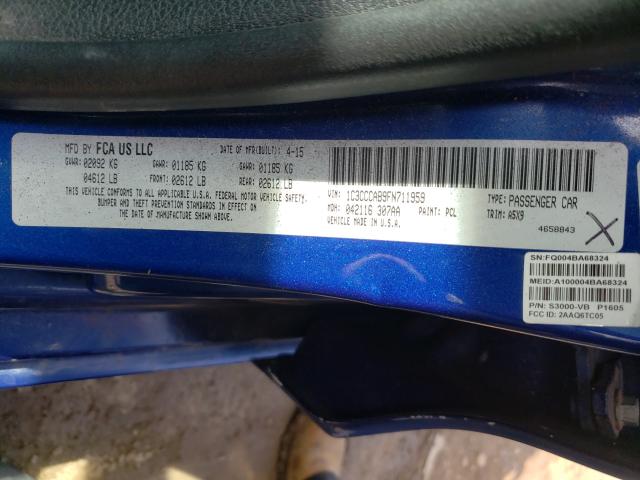 MFD BY FCA US LLC DATE OF MFR(BUILT): 4-15
GVWR: 02092 KG GAWR: 01185 KG GAWR: 01185 KG
04612 LB FRONT: 02612 LB REAR: 02612 LB
THIS VEHICLE CONFORMS TO ALL APPLICABLE U.S.A. FEDERAL MOTOR VEHICLE SAFETY,
BUMPER AND THEFT PREVENTION STANDARDS IN EFFECT ON
THE DATE OF MANUFACTURE SHOWN ABOVE.
VIN: 1C3CCCAB9FN711959 TYPE: PASSENGER CAR
MDH: 042116 307AA PAINT: PCL TRIM: A5X9
VEHICLE MADE IN U.S.A. 4658843
X
SN:FQ004BA68324
MEID:A100004BA68324
P/N: S3000-VB P1605
FCC ID: 2AAQ6TC05